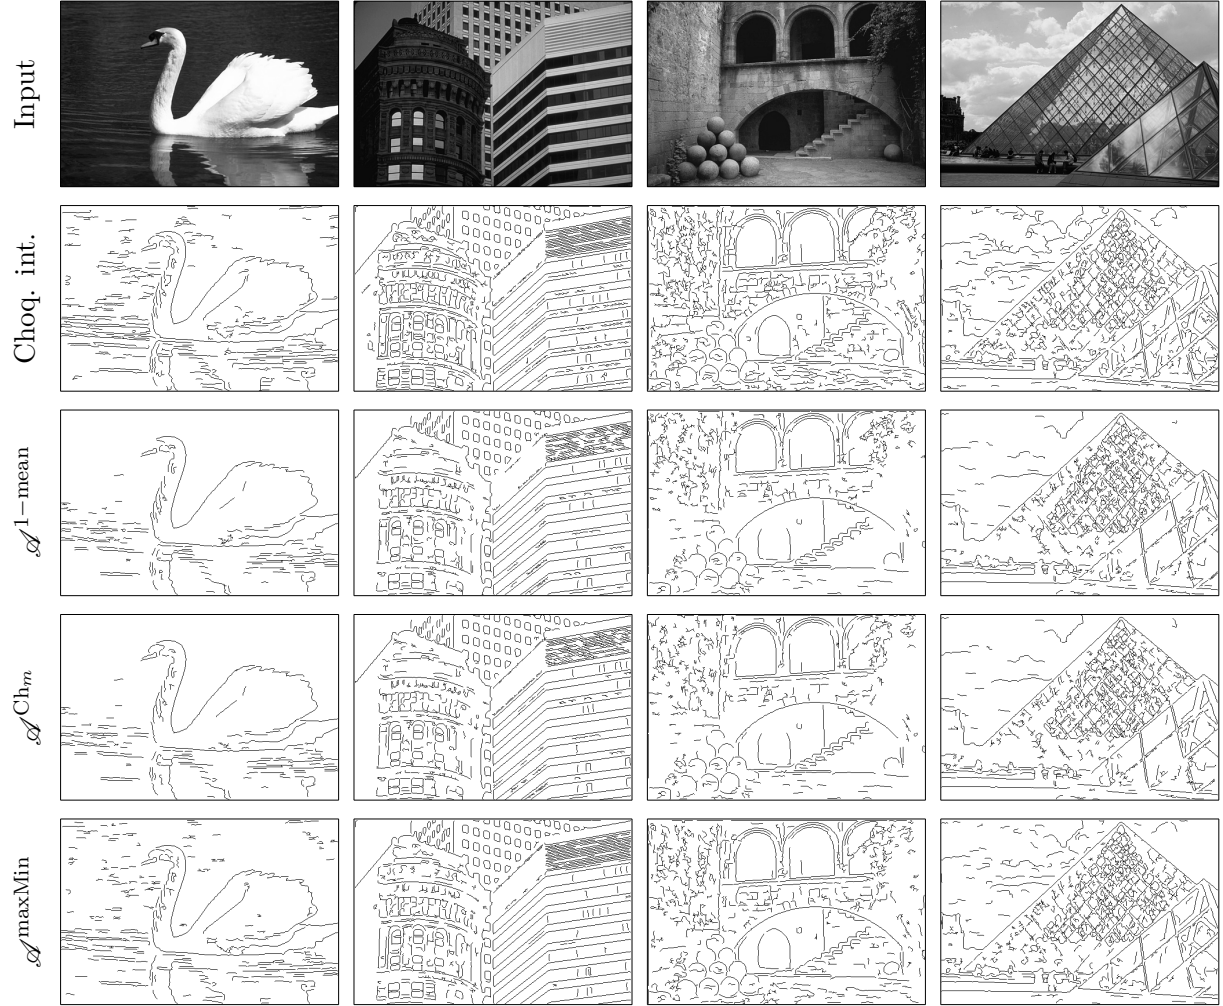 Input
Choq. int.
𝒜^{1−mean}
𝒜^{Ch_m}
𝒜^{maxMin}